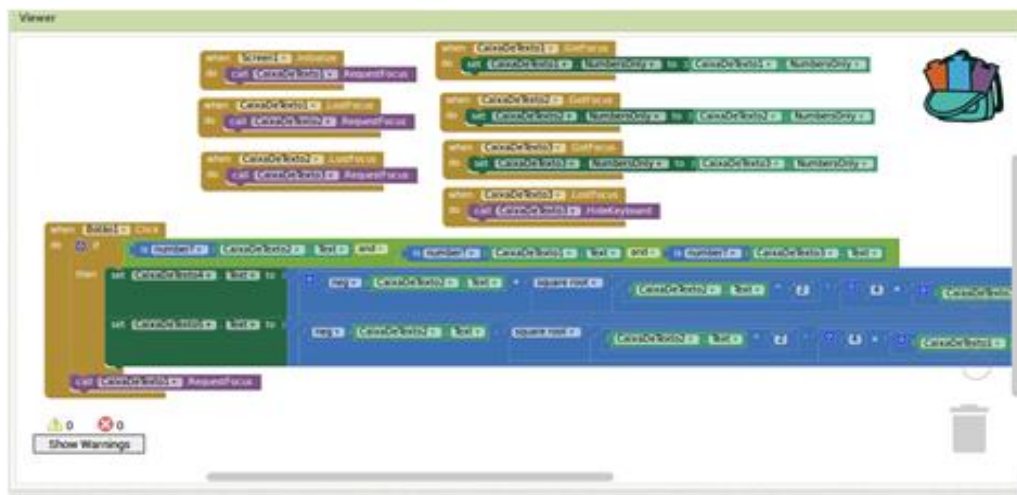 Viewer
when Screen1 Initialize
do call CaixaDeTexto1 RequestFocus
when CaixaDeTexto1 LostFocus
do call CaixaDeTexto2 RequestFocus
when CaixaDeTexto2 LostFocus
do call CaixaDeTexto3 RequestFocus
when CaixaDeTexto1 GotFocus
do set CaixaDeTexto1 NumbersOnly to CaixaDeTexto1 NumbersOnly
when CaixaDeTexto2 GotFocus
do set CaixaDeTexto2 NumbersOnly to CaixaDeTexto2 NumbersOnly
when CaixaDeTexto3 GotFocus
do set CaixaDeTexto3 NumbersOnly to CaixaDeTexto3 NumbersOnly
when CaixaDeTexto3 LostFocus
do call CaixaDeTexto3 HideKeyboard
when Botão1 Click
do if is number? CaixaDeTexto2 Text and is number? CaixaDeTexto1 Text and is number? CaixaDeTexto3 Text
then set CaixaDeTexto4 Text to neg CaixaDeTexto2 Text + square root CaixaDeTexto2 Text ^ 2 - 4 ×
set CaixaDeTexto5 Text to neg CaixaDeTexto2 Text - square root CaixaDeTexto2 Text ^ 2 - 4 × CaixaDeTexto1
call CaixaDeTexto1 RequestFocus
0 0
Show Warnings